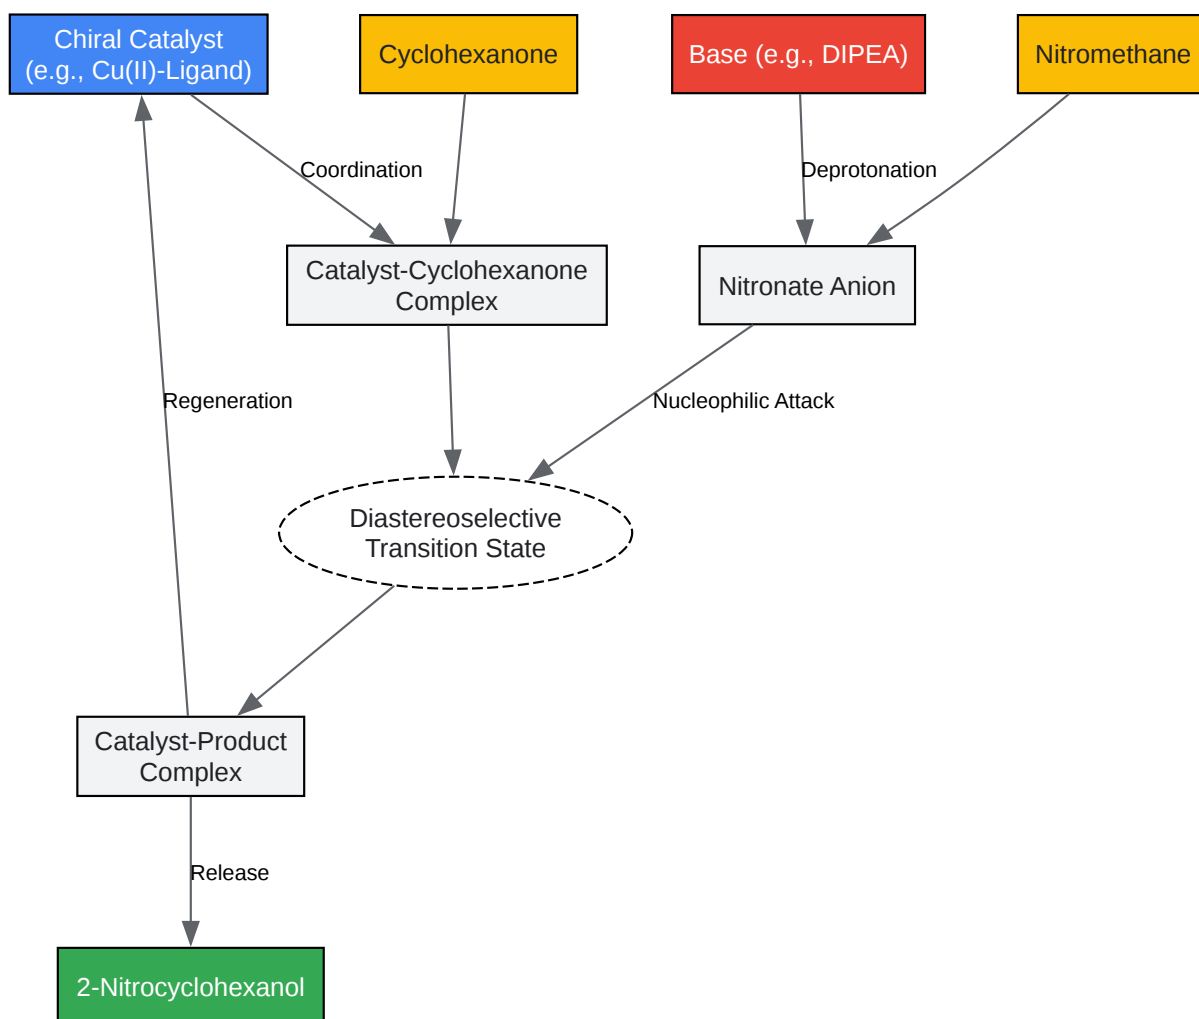 Chiral Catalyst
(e.g., Cu(II)-Ligand)
Cyclohexanone
Base (e.g., DIPEA)
Nitromethane
Coordination
Deprotonation
Catalyst-Cyclohexanone
Complex
Nitronate Anion
Regeneration
Nucleophilic Attack
Diastereoselective
Transition State
Catalyst-Product
Complex
Release
2-Nitrocyclohexanol